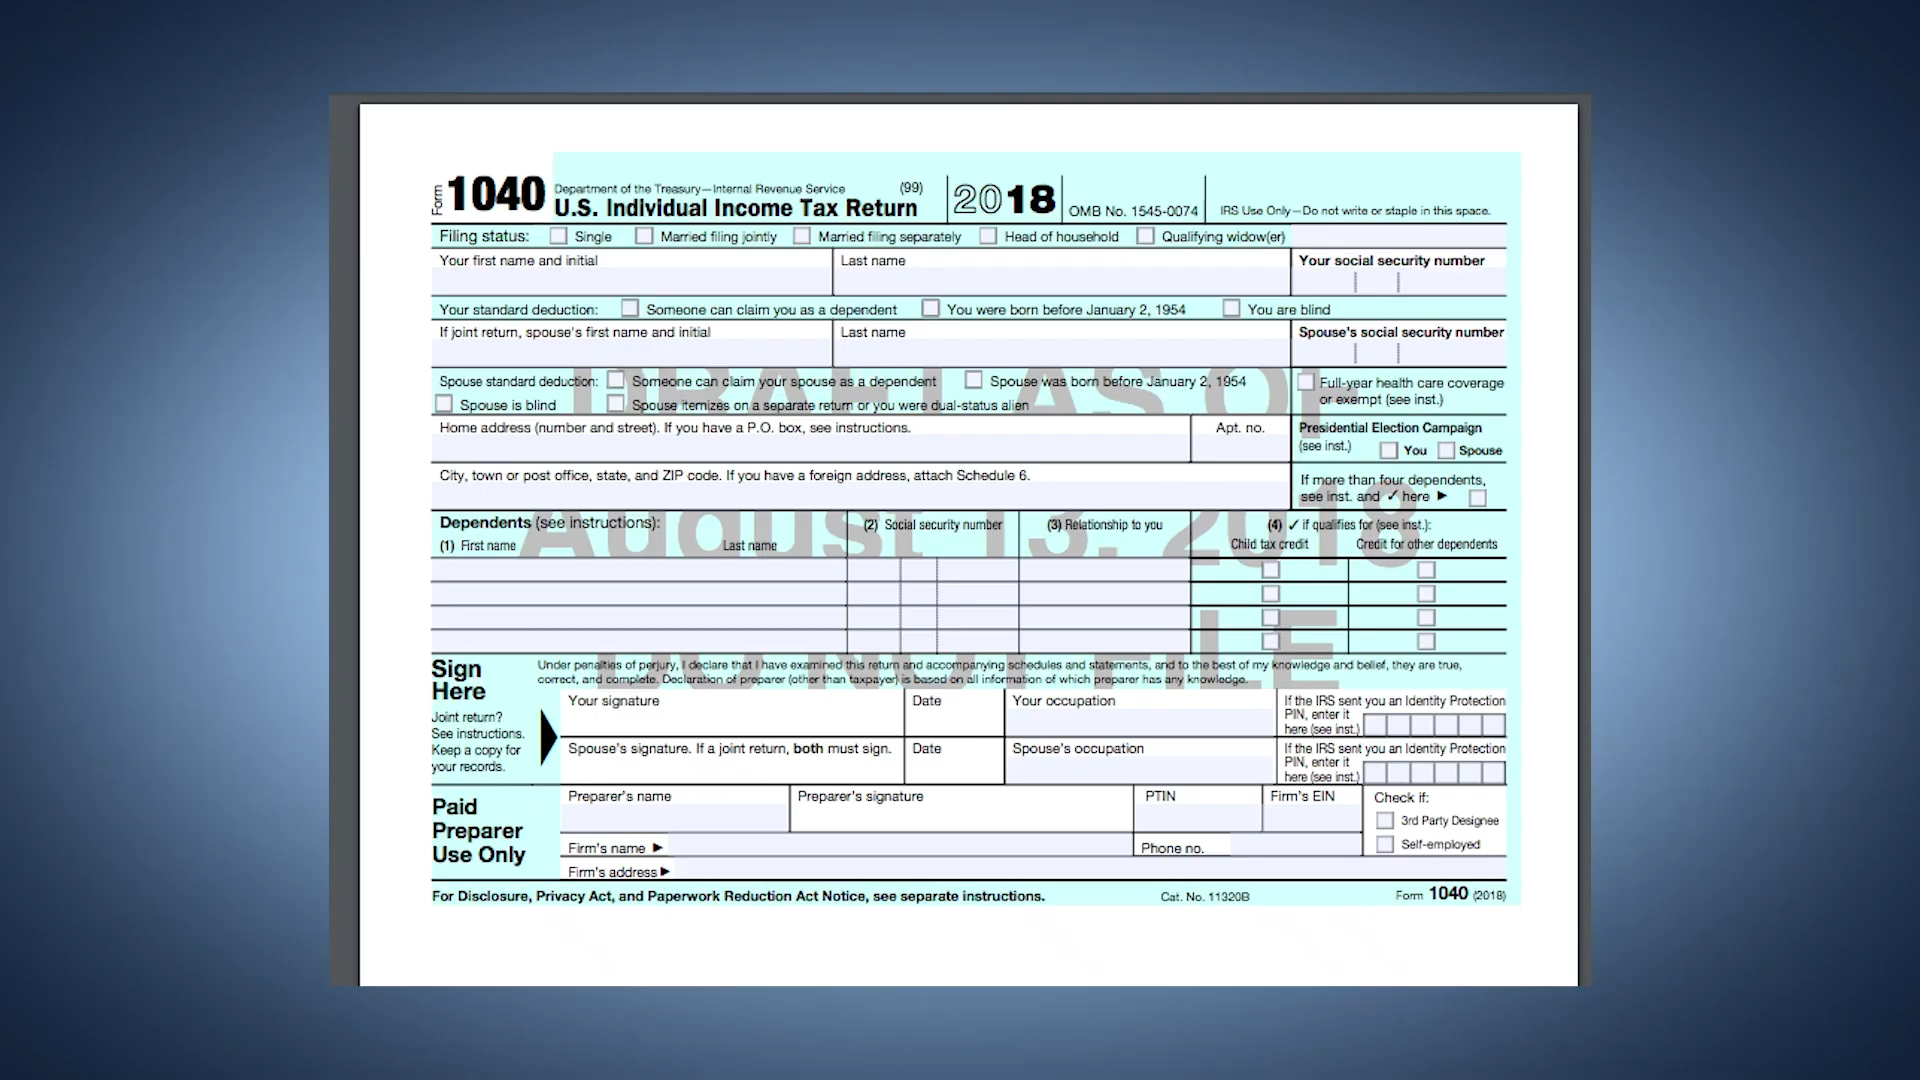 Form 1040 Department of the Treasury—Internal Revenue Service (99)
U.S. Individual Income Tax Return 2018 OMB No. 1545-0074 IRS Use Only—Do not write or staple in this space.
Filing status: Single Married filing jointly Married filing separately Head of household Qualifying widow(er)
Your first name and initial Last name Your social security number
Your standard deduction: Someone can claim you as a dependent You were born before January 2, 1954 You are blind
If joint return, spouse's first name and initial Last name Spouse's social security number
Spouse standard deduction: Someone can claim your spouse as a dependent Spouse was born before January 2, 1954
Spouse is blind Spouse itemizes on a separate return or you were dual-status alien
Full-year health care coverage
or exempt (see inst.)
DRAFT AS OF
Home address (number and street). If you have a P.O. box, see instructions. Apt. no.
Presidential Election Campaign
(see inst.) You Spouse
City, town or post office, state, and ZIP code. If you have a foreign address, attach Schedule 6.
If more than four dependents,
see inst. and ✓ here ►
August 13, 2018
Dependents (see instructions): (2) Social security number (3) Relationship to you (4) ✓ if qualifies for (see inst.):
(1) First name Last name Child tax credit Credit for other dependents
DO NOT FILE
Sign
Here
Under penalties of perjury, I declare that I have examined this return and accompanying schedules and statements, and to the best of my knowledge and belief, they are true,
correct, and complete. Declaration of preparer (other than taxpayer) is based on all information of which preparer has any knowledge.
Joint return?
See instructions.
Keep a copy for
your records.
Your signature Date Your occupation
If the IRS sent you an Identity Protection
PIN, enter it
here (see inst.)
Spouse's signature. If a joint return, both must sign. Date Spouse's occupation
If the IRS sent you an Identity Protection
PIN, enter it
here (see inst.)
Paid
Preparer
Use Only
Preparer's name Preparer's signature PTIN Firm's EIN Check if:
3rd Party Designee
Self-employed
Firm's name ► Phone no.
Firm's address ►
For Disclosure, Privacy Act, and Paperwork Reduction Act Notice, see separate instructions. Cat. No. 11320B Form 1040 (2018)